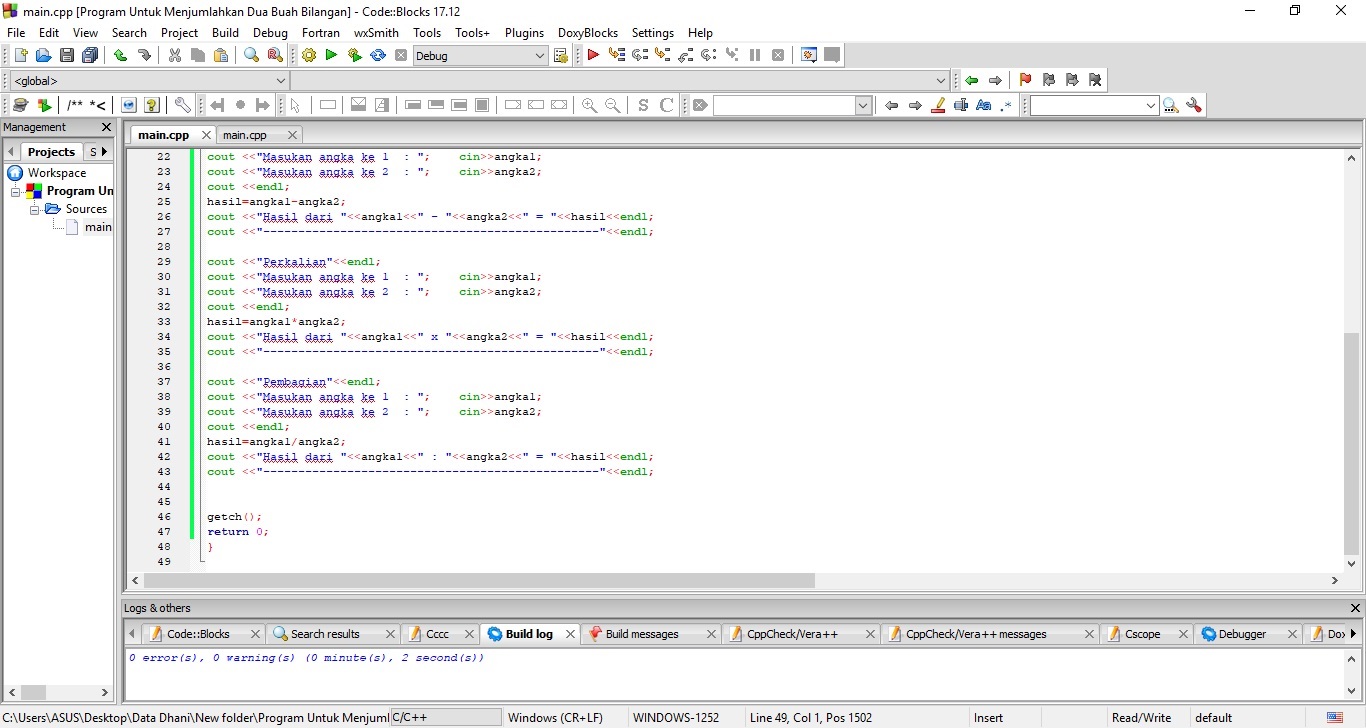 main.cpp [Program Untuk Menjumlahkan Dua Buah Bilangan] - Code::Blocks 17.12
File Edit View Search Project Build Debug Fortran wxSmith Tools Tools+ Plugins DoxyBlocks Settings Help
Debug
<global>
/** *<
S C
Aa .*
Management
main.cpp main.cpp
Projects S
Workspace
Program Un
Sources
main
22 cout <<"Masukan angka ke 1 : "; cin>>angka1;
23 cout <<"Masukan angka ke 2 : "; cin>>angka2;
24 cout <<endl;
25 hasil=angka1-angka2;
26 cout <<"Hasil dari "<<angka1<<" - "<<angka2<<" = "<<hasil<<endl;
27 cout <<"------------------------------------------------"<<endl;
28
29 cout <<"Perkalian"<<endl;
30 cout <<"Masukan angka ke 1 : "; cin>>angka1;
31 cout <<"Masukan angka ke 2 : "; cin>>angka2;
32 cout <<endl;
33 hasil=angka1*angka2;
34 cout <<"Hasil dari "<<angka1<<" x "<<angka2<<" = "<<hasil<<endl;
35 cout <<"------------------------------------------------"<<endl;
36
37 cout <<"Pembagian"<<endl;
38 cout <<"Masukan angka ke 1 : "; cin>>angka1;
39 cout <<"Masukan angka ke 2 : "; cin>>angka2;
40 cout <<endl;
41 hasil=angka1/angka2;
42 cout <<"Hasil dari "<<angka1<<" : "<<angka2<<" = "<<hasil<<endl;
43 cout <<"------------------------------------------------"<<endl;
44
45
46 getch();
47 return 0;
48 }
49
Logs & others
Code::Blocks Search results Cccc Build log Build messages CppCheck/Vera++ CppCheck/Vera++ messages Cscope Debugger Dox
0 error(s), 0 warning(s) (0 minute(s), 2 second(s))
C:\Users\ASUS\Desktop\Data Dhani\New folder\Program Untuk Menjuml C/C++ Windows (CR+LF) WINDOWS-1252 Line 49, Col 1, Pos 1502 Insert Read/Write default